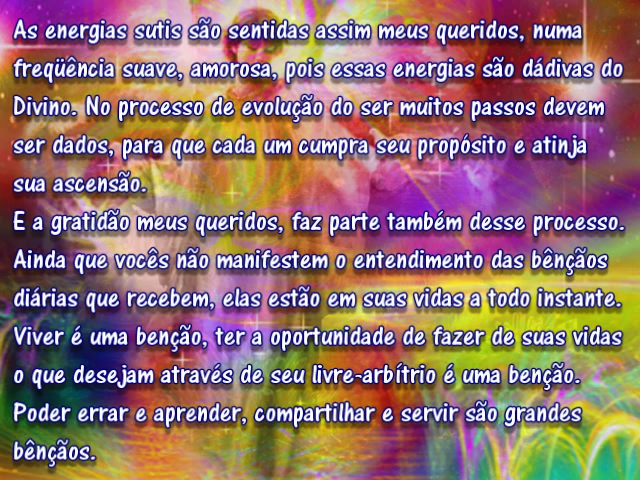 As energias sutis são sentidas assim meus queridos, numa
freqüência suave, amorosa, pois essas energias são dádivas do
Divino. No processo de evolução do ser muitos passos devem
ser dados, para que cada um cumpra seu propósito e atinja
sua ascensão.
E a gratidão meus queridos, faz parte também desse processo.
Ainda que vocês não manifestem o entendimento das bênçãos
diárias que recebem, elas estão em suas vidas a todo instante.
Viver é uma benção, ter a oportunidade de fazer de suas vidas
o que desejam através de seu livre-arbítrio é uma benção.
Poder errar e aprender, compartilhar e servir são grandes
bênçãos.